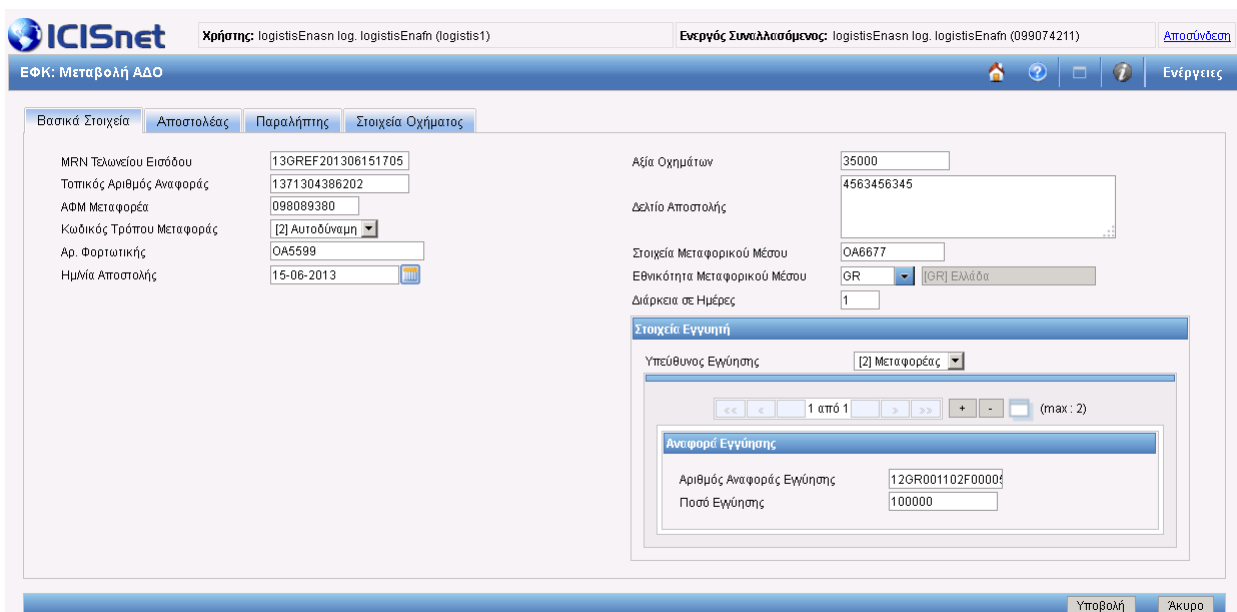 ICISnet
Χρήστης: logistisEnasn log. logistisEnafn (logistis1)
Ενεργός Συναλλασόμενος: logistisEnasn log. logistisEnafn (099074211)
Αποσύνδεση
ΕΦΚ: Μεταβολή ΑΔΟ
Ενέργειες
Βασικά Στοιχεία Αποστολέας Παραλήπτης Στοιχεία Οχήματος
MRN Τελωνείου Εισόδου 13GREF201306151705
Τοπικός Αριθμός Αναφοράς 1371304386202
ΑΦΜ Μεταφορέα 098089380
Κωδικός Τρόπου Μεταφοράς [2] Αυτοδύναμη
Αρ. Φορτωτικής ΟΑ5599
Ημ/νία Αποστολής 15-06-2013
Αξία Οχημάτων 35000
Δελτίο Αποστολής 4563456345
Στοιχεία Μεταφορικού Μέσου ΟΑ6677
Εθνικότητα Μεταφορικού Μέσου GR [GR] Ελλάδα
Διάρκεια σε Ημέρες 1
Στοιχεία Εγγυητή
Υπεύθυνος Εγγύησης [2] Μεταφορέας
<< < 1 από 1 > >> + - (max : 2)
Αναφορά Εγγύησης
Αριθμός Αναφοράς Εγγύησης 12GR001102F00005
Ποσό Εγγύησης 100000
Υποβολή Άκυρο